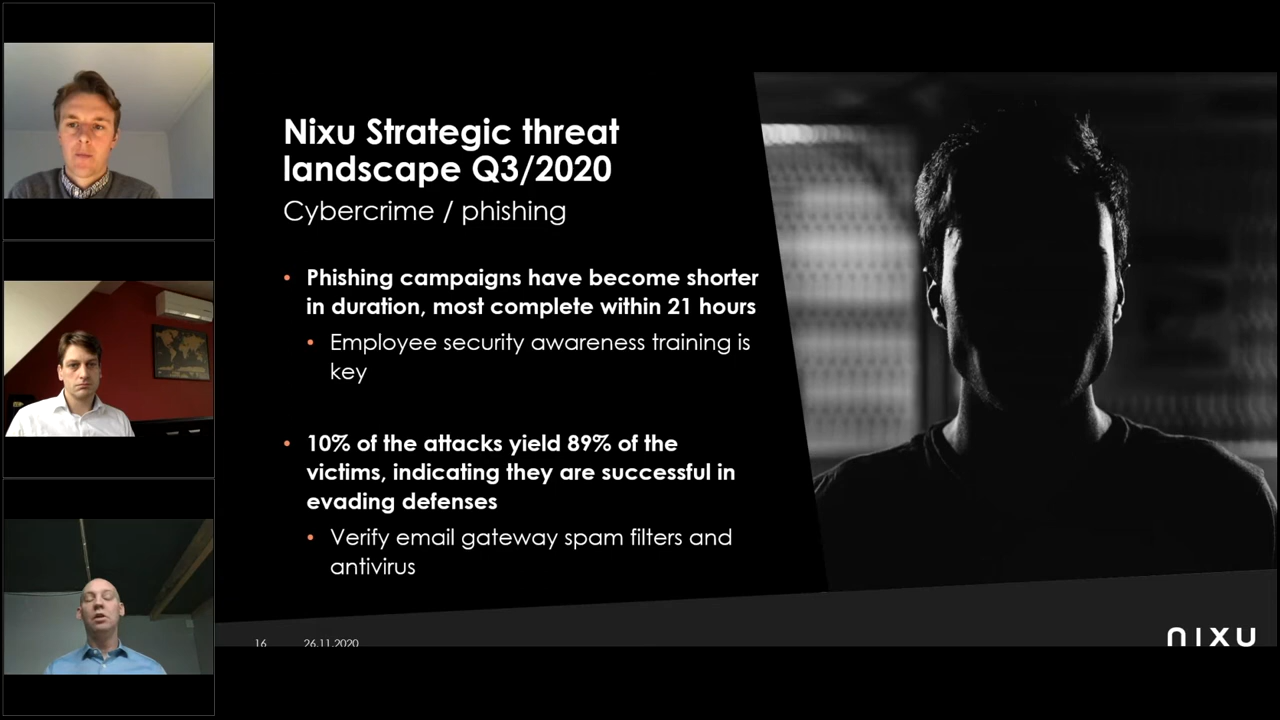 Nixu Strategic threat
landscape Q3/2020
Cybercrime / phishing
• Phishing campaigns have become shorter
in duration, most complete within 21 hours
• Employee security awareness training is
key
• 10% of the attacks yield 89% of the
victims, indicating they are successful in
evading defenses
• Verify email gateway spam filters and
antivirus
16 26.11.2020
nixu